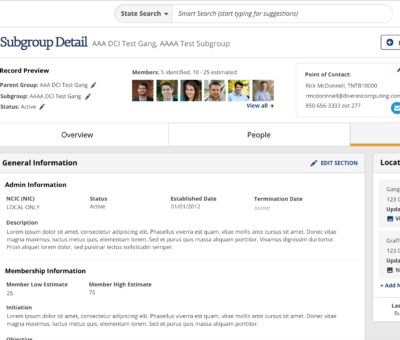 State Search
Smart Search (start typing for suggestions)
Subgroup Detail AAA DCI Test Gang, AAAA Test Subgroup
Record Preview
Parent Group: AAA DCI Test Gang
Subgroup: AAAA DCI Test Gang
Status: Active
Members: 5 identified, 10 - 25 estimated
View all
Point of Contact:
Rick McDonnell, TNTB10000
rmcdonnell@diverescomputing.com
850-656-3333 ext 277
Overview
People
General Information
EDIT SECTION
Admin Information
NCIC (NIC)
LOCAL ONLY
Status
Active
Established Date
01/01/2012
Termination Date
(none)
Description
Lorem ipsum dolor sit amet, consectetur adipiscing elit. Phasellus viverra est quam, vitae mollis ante cursus sit amet. Donec vitae
magna maximus, luctus metus quis, elementum lorem. Sed et purus quis massa aliquam porttitor. Vivamus dignissim dui tortor.
Proin aliquet lorem dolor, sed pulvinar lectus sollicitudin semper.
Membership Information
Member Low Estimate
25
Member High Estimate
75
Initiation
Lorem ipsum dolor sit amet, consectetur adipiscing elit. Phasellus viverra est quam, vitae mollis ante cursus sit amet. Donec vitae
magna maximus, luctus metus quis, elementum lorem. Sed et purus quis massa aliquam porttitor.
Objective
Locat
Gang
123 C
Upda
Vi
Graff
123 C
Upda
N
+ Add N
Las
Bu